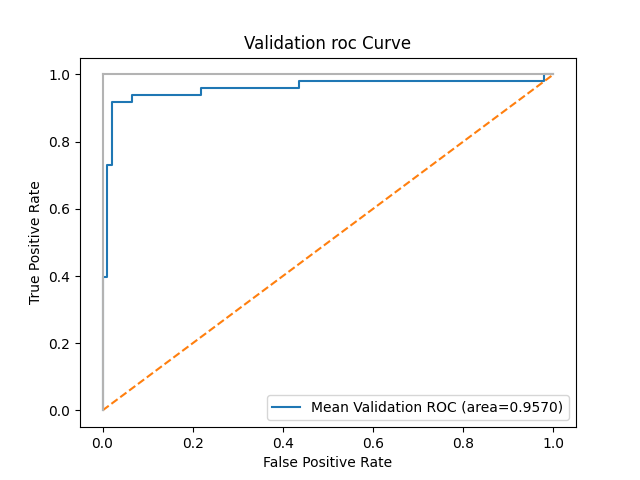 Validation roc Curve
1.0
0.8
0.6
0.4
0.2
0.0
True Positive Rate
Mean Validation ROC (area=0.9570)
0.0 0.2 0.4 0.6 0.8 1.0
False Positive Rate